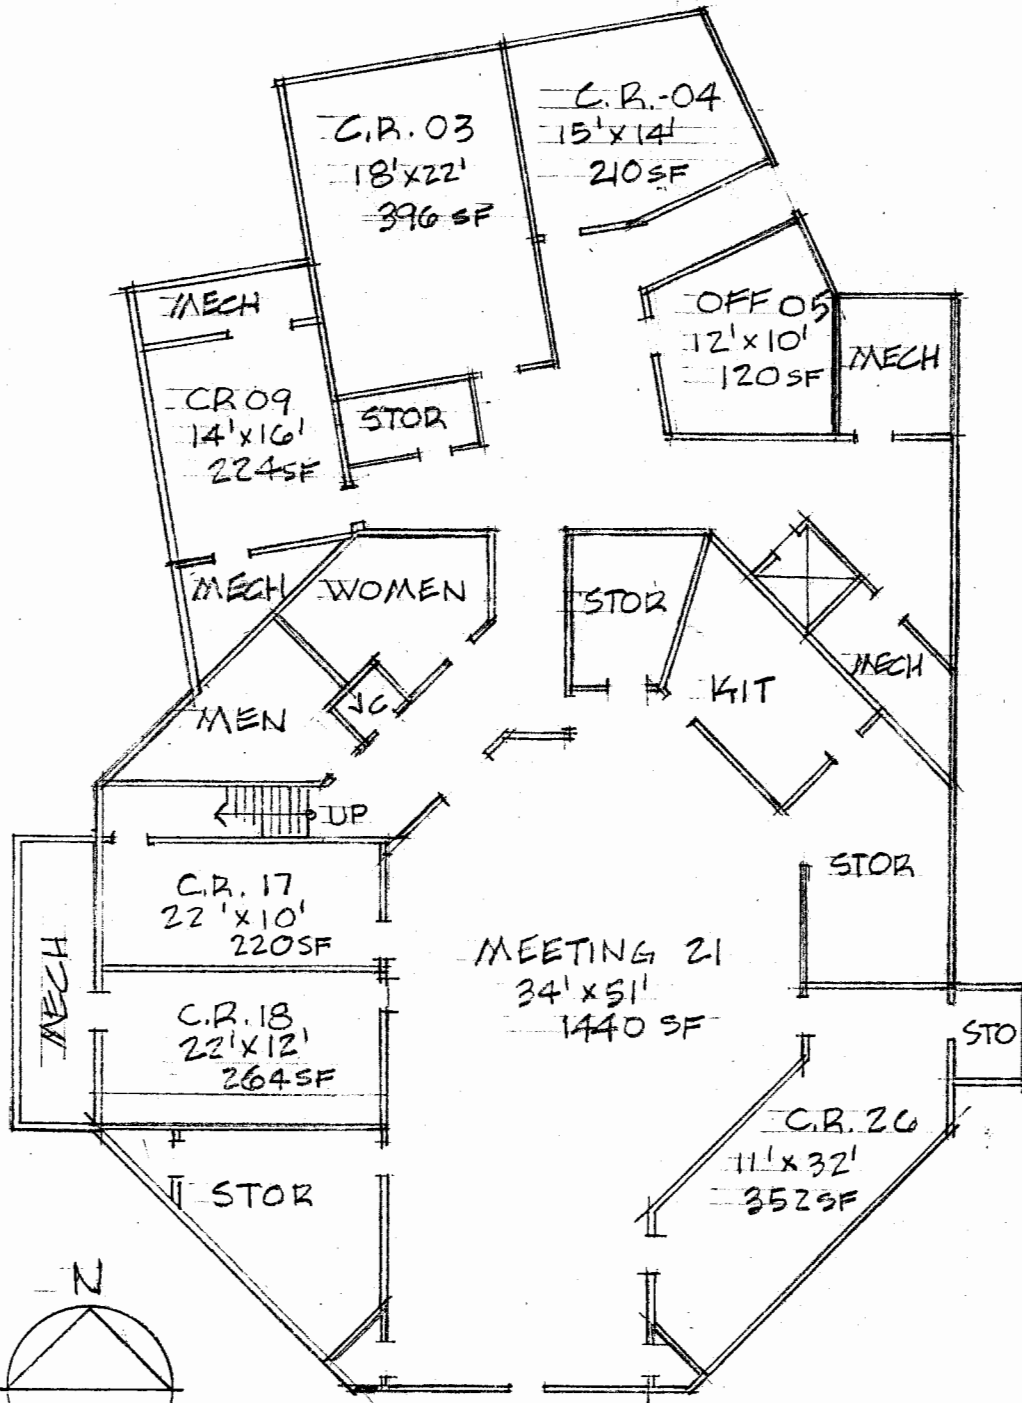 C.R.-04
15'X14'
210 SF
C.R. 03
18'X22'
396 SF
MECH
OFF 05
12'X10'
120 SF
MECH
CR 09
14'X16'
224 SF
STOR
MECH
WOMEN
STOR
MECH
KIT
JC
MEN
UP
STOR
C.R. 17
22'X10'
220 SF
MECH
MEETING 21
34'X51'
1440 SF
C.R. 18
22'X12'
264 SF
STO
C.R. 26
11'X32'
352 SF
STOR
N